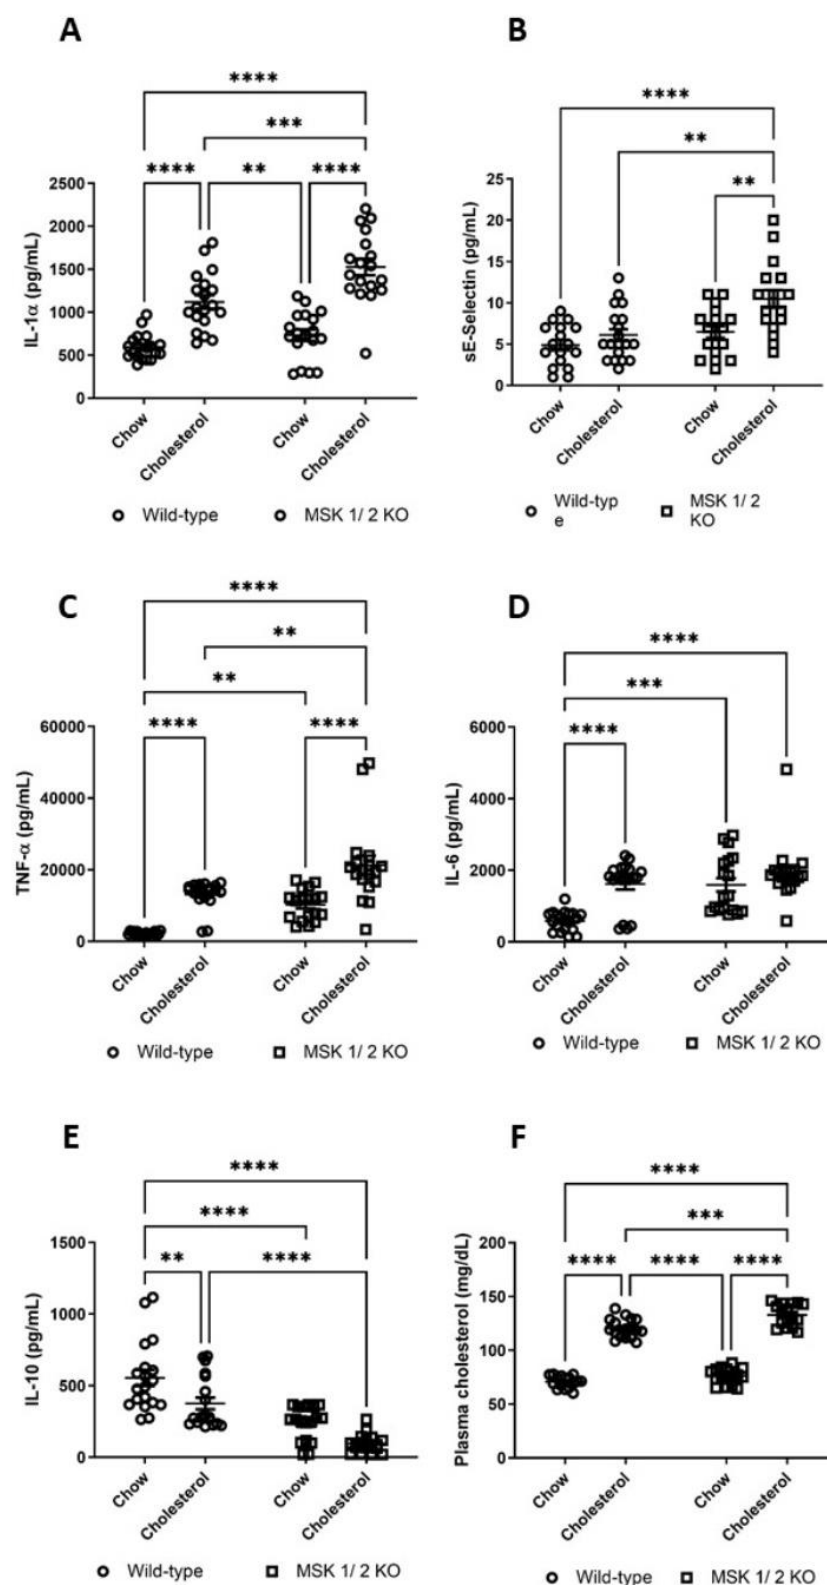 A
****
***
****
**
****
2500
2000
1500
1000
500
0
IL-1α (pg/mL)
Chow
Cholesterol
Chow
Cholesterol
Wild-type
MSK 1/ 2 KO
B
****
**
**
25
20
15
10
5
0
sE-Selectin (pg/mL)
Chow
Cholesterol
Chow
Cholesterol
Wild-typ
e
MSK 1/ 2
KO
C
****
**
**
****
****
60000
40000
20000
0
TNF-α (pg/mL)
Chow
Cholesterol
Chow
Cholesterol
Wild-type
MSK 1/ 2 KO
D
****
***
****
6000
4000
2000
0
IL-6 (pg/mL)
Chow
Cholesterol
Chow
Cholesterol
Wild-type
MSK 1/ 2 KO
E
****
****
**
****
1500
1000
500
0
IL-10 (pg/mL)
Chow
Cholesterol
Chow
Cholesterol
Wild-type
MSK 1/ 2 KO
F
****
***
****
****
****
200
150
100
50
0
Plasma cholesterol (mg/dL)
Chow
Cholesterol
Chow
Cholesterol
Wild-type
MSK 1/ 2 KO